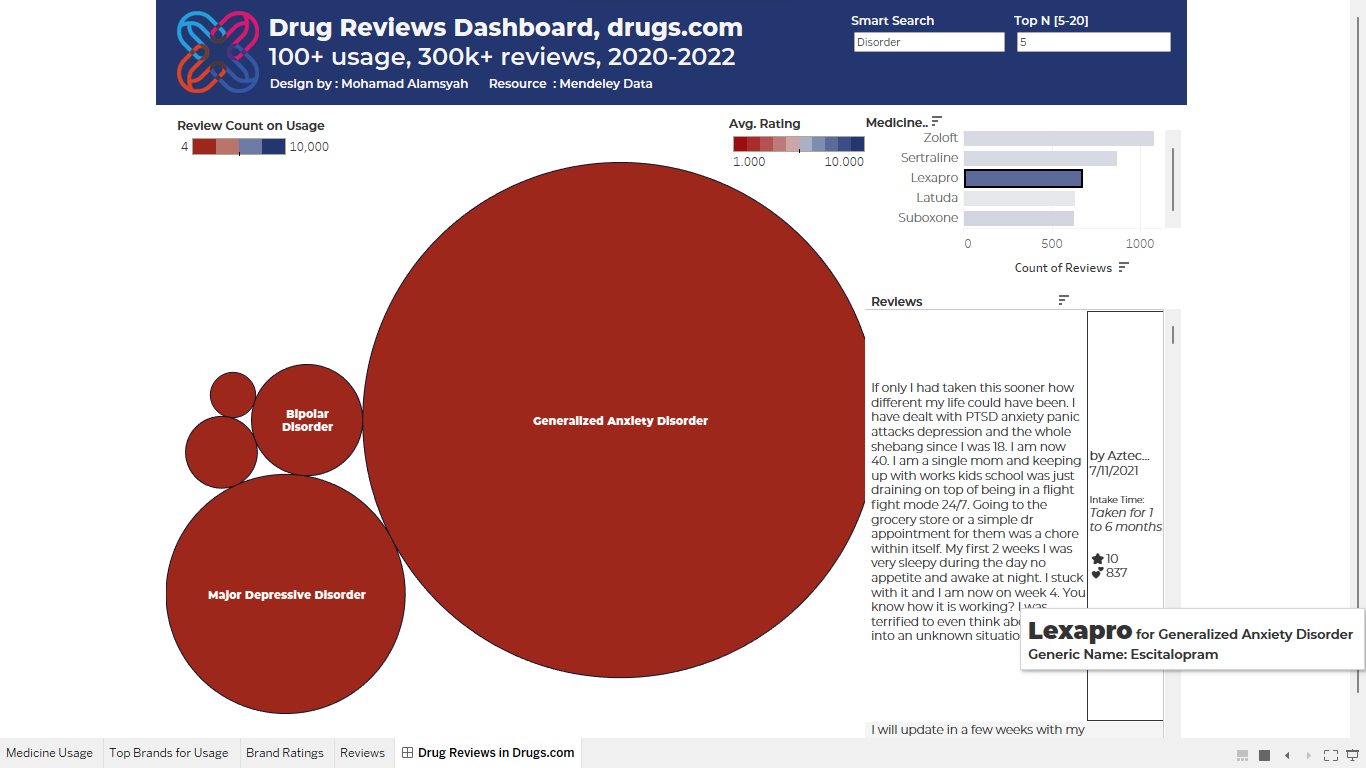 Drug Reviews Dashboard, drugs.com
100+ usage, 300k+ reviews, 2020-2022
Design by : Mohamad Alamsyah Resource : Mendeley Data
Smart Search
Disorder
Top N [5-20]
5
Review Count on Usage
4 10,000
Avg. Rating
1.000 10.000
Medicine..
Zoloft
Sertraline
Lexapro
Latuda
Suboxone
0 500 1000
Count of Reviews
Bipolar
Disorder
Generalized Anxiety Disorder
Major Depressive Disorder
Reviews
If only I had taken this sooner how
different my life could have been. I
have dealt with PTSD anxiety panic
attacks depression and the whole
shebang since I was 18. I am now
40. I am a single mom and keeping
up with works kids school was just
draining on top of being in a flight
fight mode 24/7. Going to the
grocery store or a simple dr
appointment for them was a chore
within itself. My first 2 weeks I was
very sleepy during the day no
appetite and awake at night. I stuck
with it and I am now on week 4. You
know how it is working? I was
terrified to even think abo
into an unknown situatio
by Aztec...
7/11/2021
Intake Time:
Taken for 1
to 6 months
10
837
Lexapro for Generalized Anxiety Disorder
Generic Name: Escitalopram
I will update in a few weeks with my
Medicine Usage Top Brands for Usage Brand Ratings Reviews Drug Reviews in Drugs.com